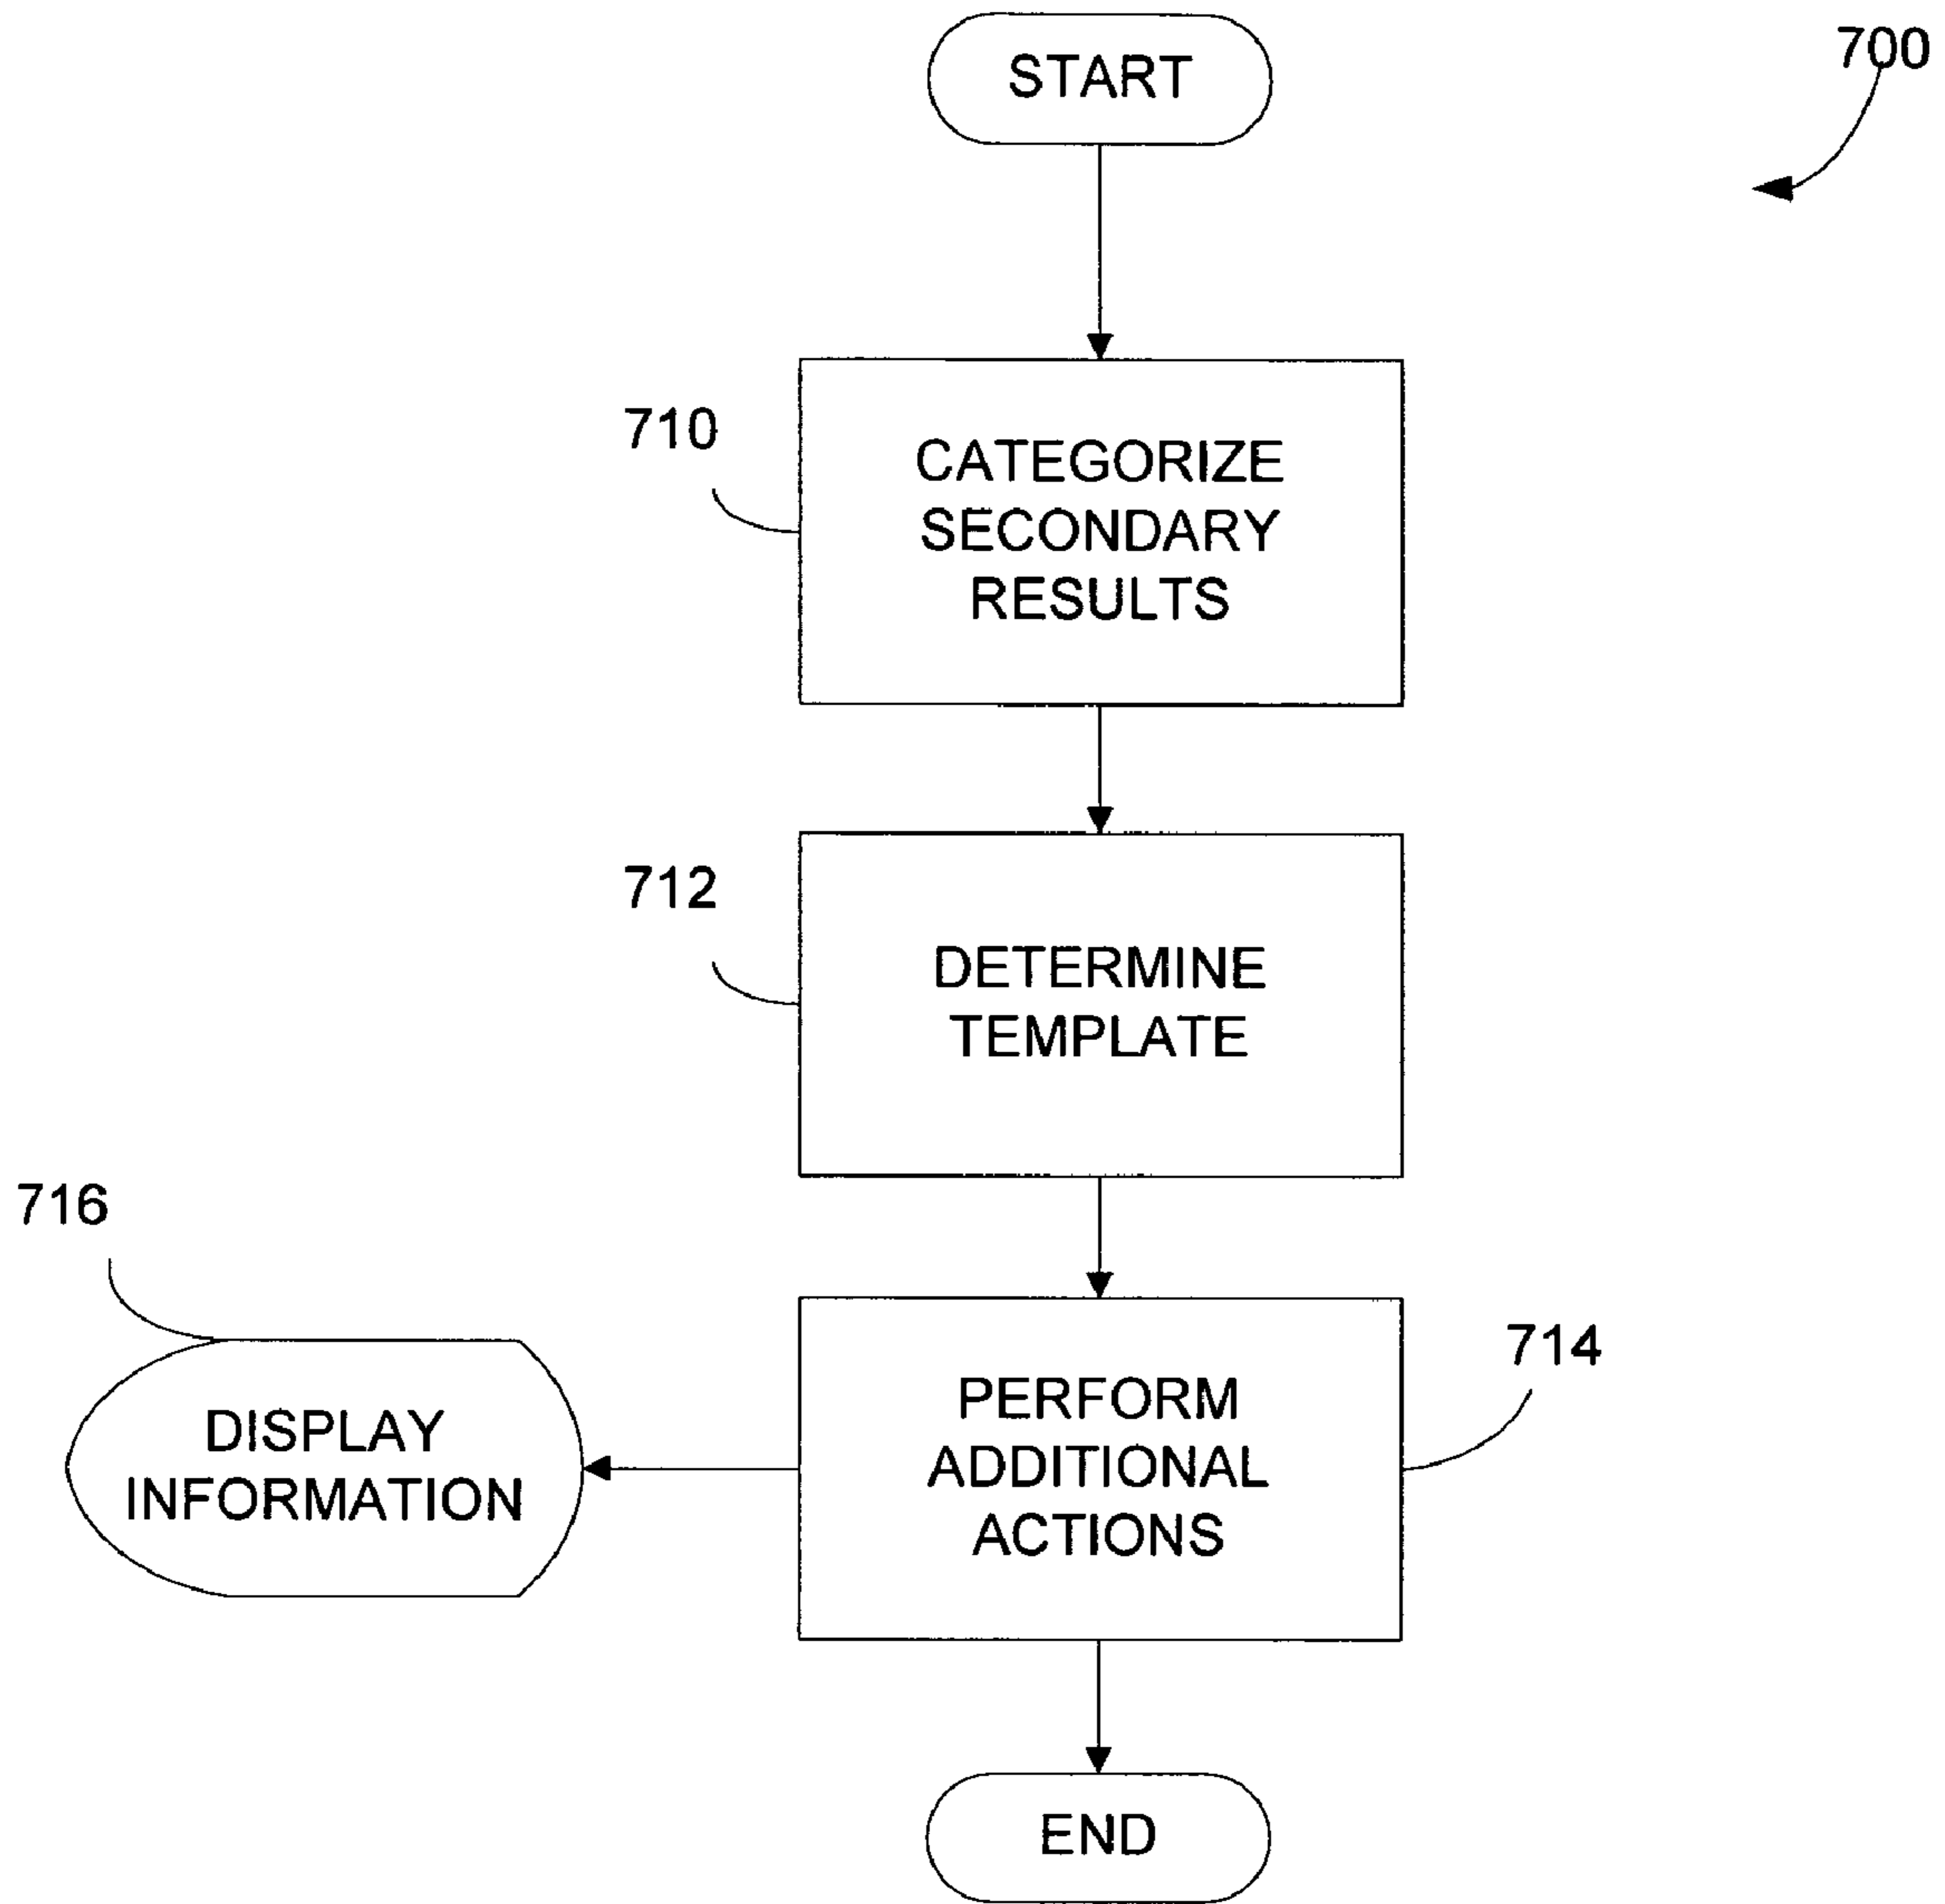 START
700
710
CATEGORIZE
SECONDARY
RESULTS
712
DETERMINE
TEMPLATE
716
714
PERFORM
ADDITIONAL
ACTIONS
DISPLAY
INFORMATION
END